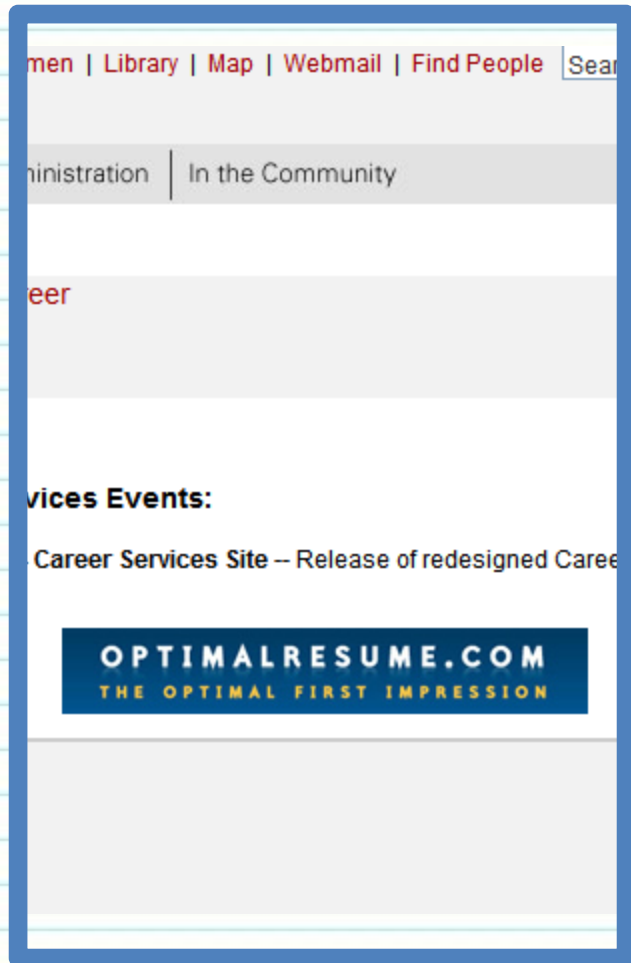 men | Library | Map | Webmail | Find People Sear
ninistration | In the Community
reer
vices Events:
Career Services Site -- Release of redesigned Caree
OPTIMALRESUME.COM
THE OPTIMAL FIRST IMPRESSION